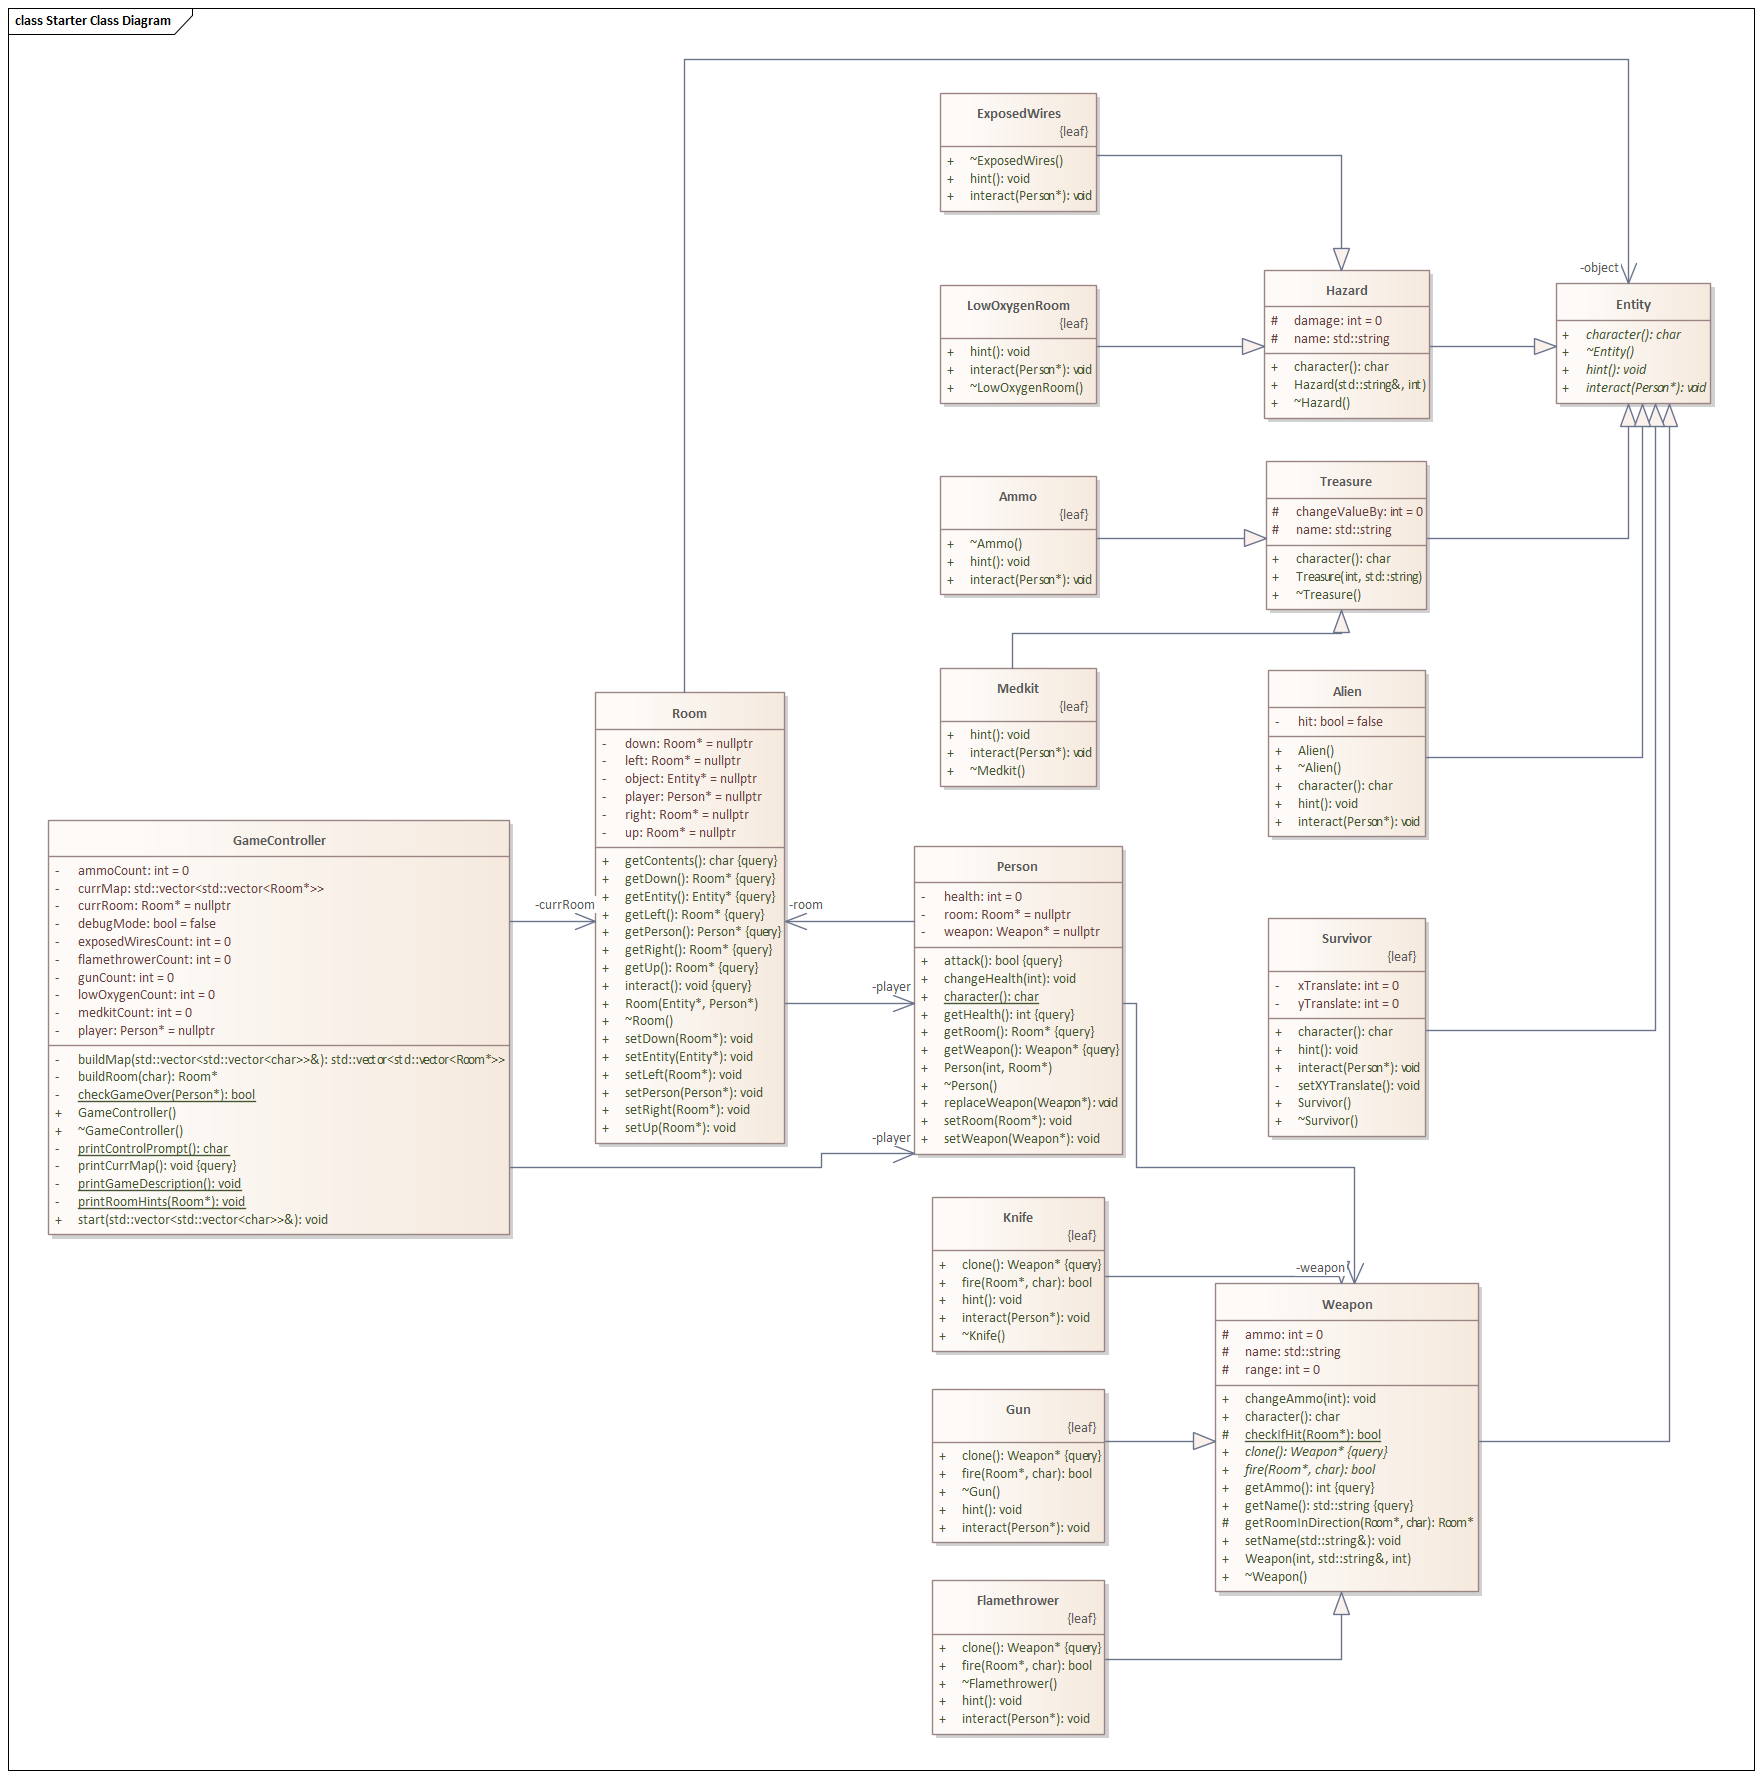 class Starter Class Diagram
ExposedWires
{leaf}
+ ~ExposedWires()
+ hint(): void
+ interact(Person*): void
-object
Hazard
# damage: int = 0
# name: std::string
+ character(): char
+ Hazard(std::string&, int)
+ ~Hazard()
Entity
+ character(): char
+ ~Entity()
+ hint(): void
+ interact(Person*): void
LowOxygenRoom
{leaf}
+ hint(): void
+ interact(Person*): void
+ ~LowOxygenRoom()
Treasure
# changeValueBy: int = 0
# name: std::string
+ character(): char
+ Treasure(int, std::string)
+ ~Treasure()
Ammo
{leaf}
+ ~Ammo()
+ hint(): void
+ interact(Person*): void
Medkit
{leaf}
+ hint(): void
+ interact(Person*): void
+ ~Medkit()
Alien
- hit: bool = false
+ Alien()
+ ~Alien()
+ character(): char
+ hint(): void
+ interact(Person*): void
Room
- down: Room* = nullptr
- left: Room* = nullptr
- object: Entity* = nullptr
- player: Person* = nullptr
- right: Room* = nullptr
- up: Room* = nullptr
+ getContents(): char {query}
+ getDown(): Room* {query}
+ getEntity(): Entity* {query}
+ getLeft(): Room* {query}
+ getPerson(): Person* {query}
+ getRight(): Room* {query}
+ getUp(): Room* {query}
+ interact(): void {query}
+ Room(Entity*, Person*)
+ ~Room()
+ setDown(Room*): void
+ setEntity(Entity*): void
+ setLeft(Room*): void
+ setPerson(Person*): void
+ setRight(Room*): void
+ setUp(Room*): void
GameController
- ammoCount: int = 0
- currMap: std::vector<std::vector<Room*>>
- currRoom: Room* = nullptr
- debugMode: bool = false
- exposedWiresCount: int = 0
- flamethrowerCount: int = 0
- gunCount: int = 0
- lowOxygenCount: int = 0
- medkitCount: int = 0
- player: Person* = nullptr
- buildMap(std::vector<std::vector<char>>&): std::vector<std::vector<Room*>>
- buildRoom(char): Room*
- checkGameOver(Person*): bool
+ GameController()
+ ~GameController()
- printControlPrompt(): char
- printCurrMap(): void {query}
- printGameDescription(): void
- printRoomHints(Room*): void
+ start(std::vector<std::vector<char>>&): void
-currRoom
-room
-player
-player
Person
- health: int = 0
- room: Room* = nullptr
- weapon: Weapon* = nullptr
+ attack(): bool {query}
+ changeHealth(int): void
+ character(): char
+ getHealth(): int {query}
+ getRoom(): Room* {query}
+ getWeapon(): Weapon* {query}
+ Person(int, Room*)
+ ~Person()
+ replaceWeapon(Weapon*): void
+ setRoom(Room*): void
+ setWeapon(Weapon*): void
Survivor
{leaf}
- xTranslate: int = 0
- yTranslate: int = 0
+ character(): char
+ hint(): void
+ interact(Person*): void
- setXYTranslate(): void
+ Survivor()
+ ~Survivor()
Knife
{leaf}
+ clone(): Weapon* {query}
+ fire(Room*, char): bool
+ hint(): void
+ interact(Person*): void
+ ~Knife()
-weapon
Weapon
# ammo: int = 0
# name: std::string
# range: int = 0
+ changeAmmo(int): void
+ character(): char
# checkIfHit(Room*): bool
+ clone(): Weapon* {query}
+ fire(Room*, char): bool
+ getAmmo(): int {query}
+ getName(): std::string {query}
# getRoomInDirection(Room*, char): Room*
+ setName(std::string&): void
+ Weapon(int, std::string&, int)
+ ~Weapon()
Gun
{leaf}
+ clone(): Weapon* {query}
+ fire(Room*, char): bool
+ ~Gun()
+ hint(): void
+ interact(Person*): void
Flamethrower
{leaf}
+ clone(): Weapon* {query}
+ fire(Room*, char): bool
+ ~Flamethrower()
+ hint(): void
+ interact(Person*): void